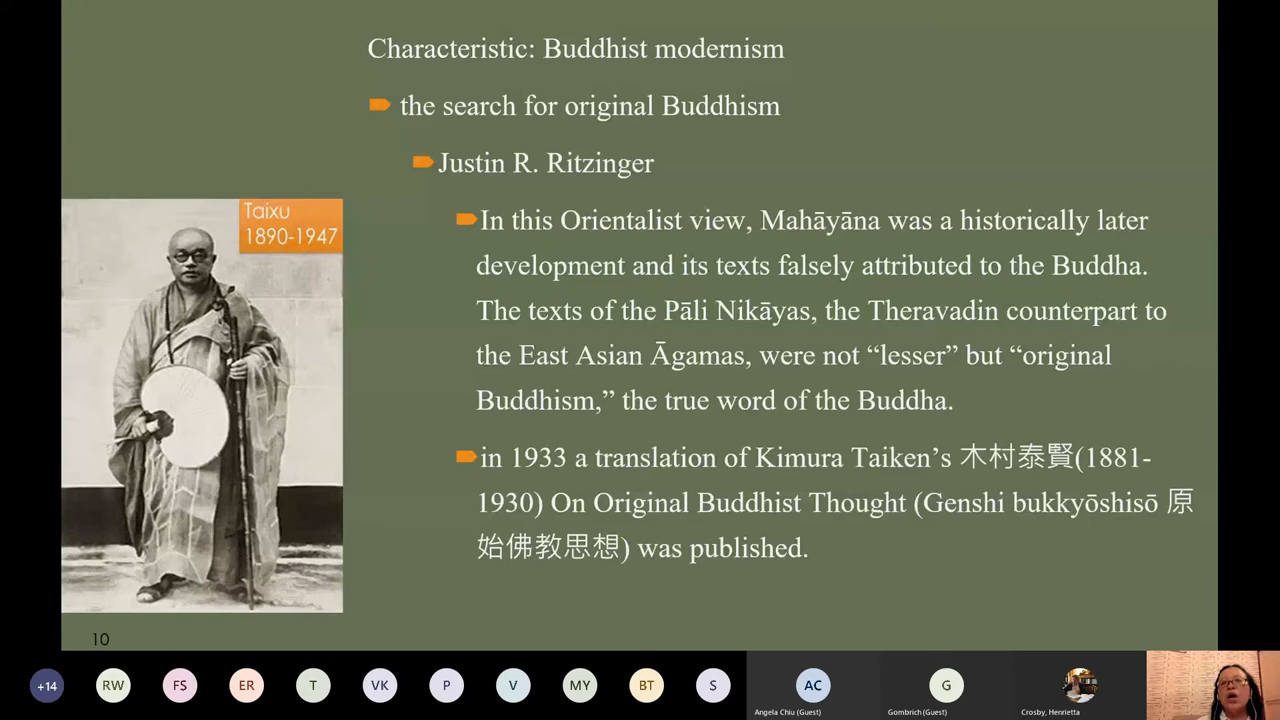 Characteristic: Buddhist modernism
the search for original Buddhism
Justin R. Ritzinger
In this Orientalist view, Mahāyāna was a historically later
development and its texts falsely attributed to the Buddha.
The texts of the Pāli Nikāyas, the Theravadin counterpart to
the East Asian Āgamas, were not “lesser” but “original
Buddhism,” the true word of the Buddha.
in 1933 a translation of Kimura Taiken’s 木村泰賢(1881-
1930) On Original Buddhist Thought (Genshi bukkyōshisō 原
始佛教思想) was published.
Taixu
1890-1947
10
+14
RW
FS
ER
T
VK
P
V
MY
BT
S
AC
Angela Chiu (Guest)
G
Gombrich (Guest)
Crosby, Henrietta